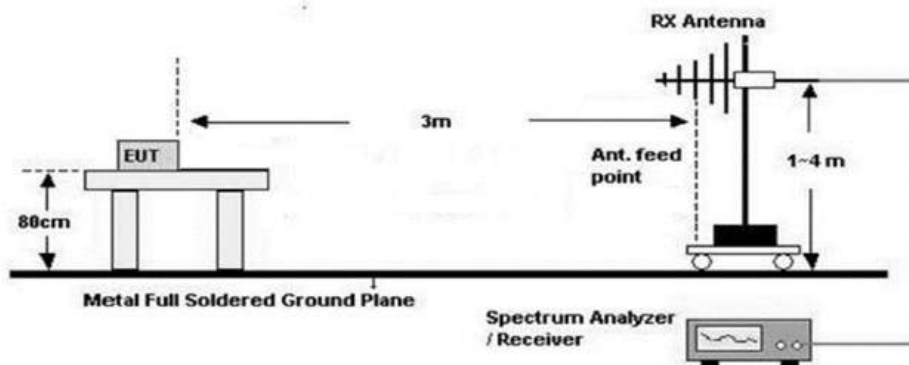 RX Antenna
3m
EUT
Ant. feed
point
1~4 m
80cm
Metal Full Soldered Ground Plane
Spectrum Analyzer
/ Receiver